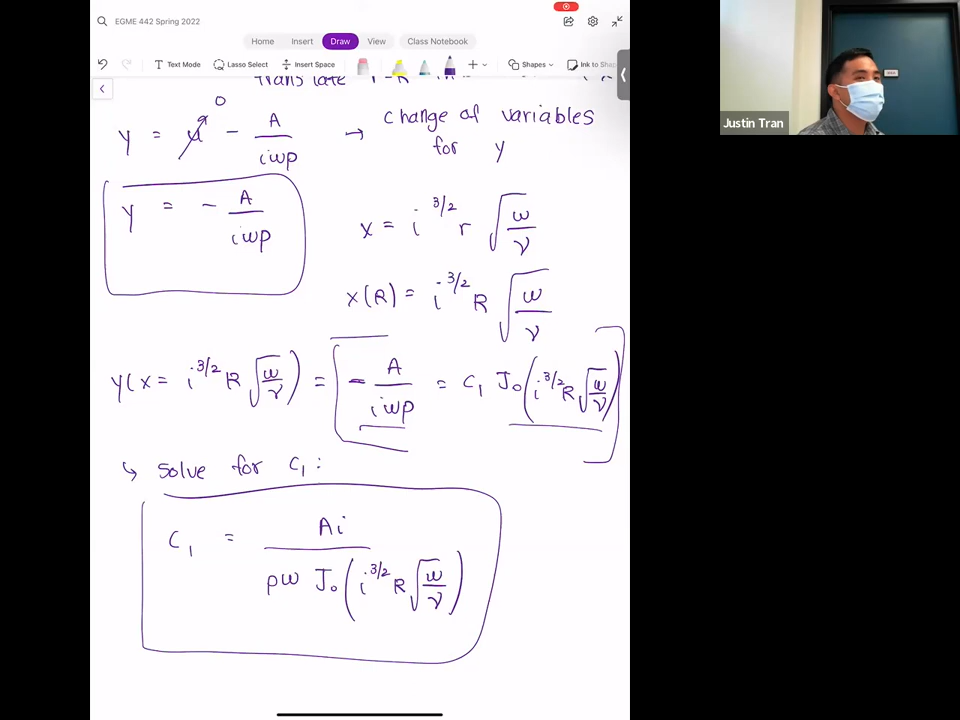 EGME 442 Spring 2022
Home Insert Draw View Class Notebook
Text Mode Lasso Select Insert Space Shapes Ink to Shap
translate
y = u⁰ − A/iωρ → change of variables for y
y = − A/iωρ
x = i^3/2 r √(ω/ν)
x(R) = i^3/2 R √(ω/ν)
y(x = i^3/2 R √(ω/ν)) = [− A/iωρ = C₁ J₀(i^3/2 R √(ω/ν))]
↳ solve for C₁:
C₁ = Ai / ρω J₀(i^3/2 R √(ω/ν))
Justin Tran